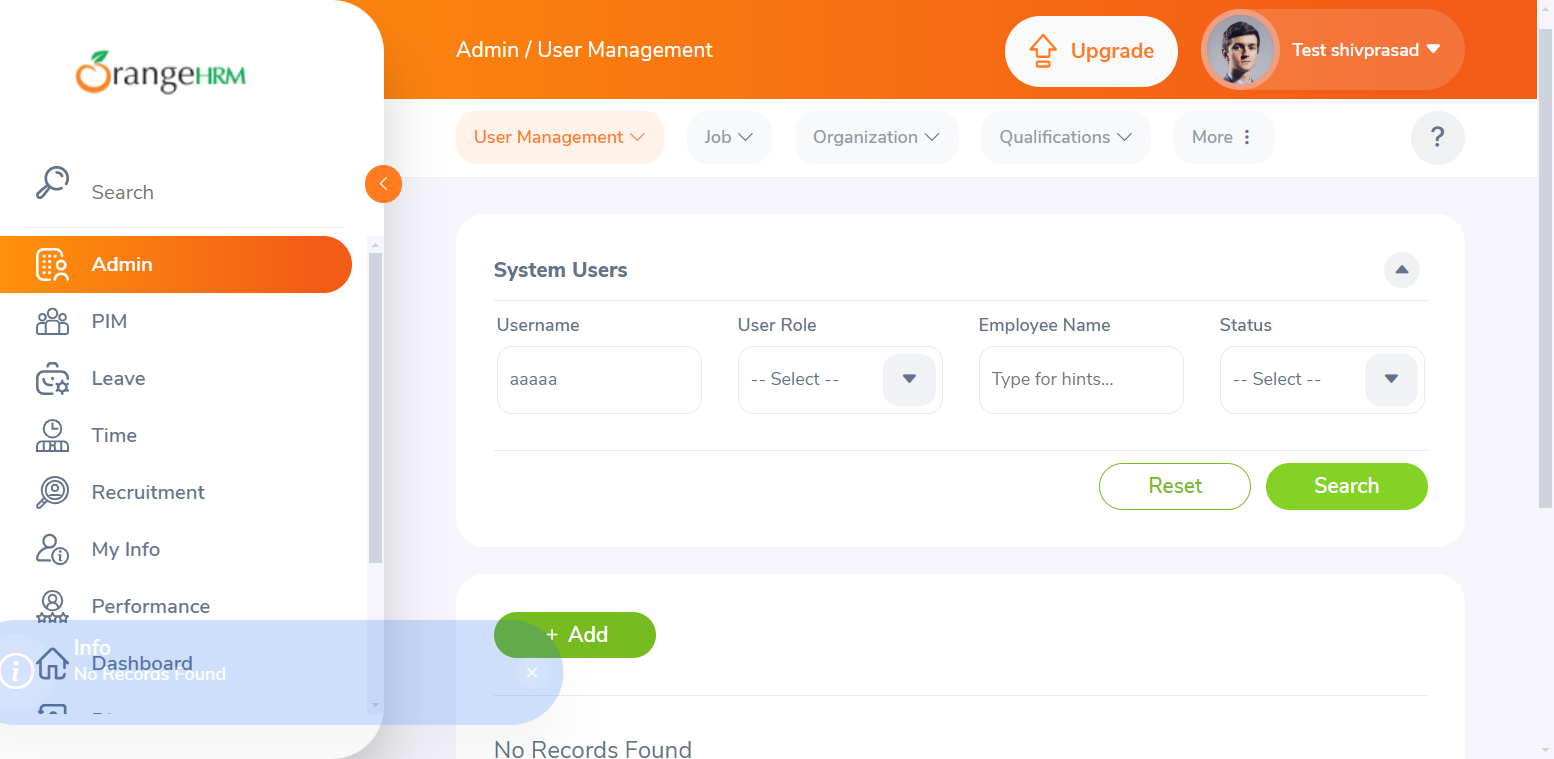 OrangeHRM
Admin / User Management
Upgrade
Test shivprasad
User Management
Job
Organization
Qualifications
More
?
Search
Admin
PIM
Leave
Time
Recruitment
My Info
Performance
Dashboard
System Users
Username
User Role
Employee Name
Status
aaaaa
-- Select --
Type for hints...
-- Select --
Reset
Search
+ Add
Info
No Records Found
No Records Found